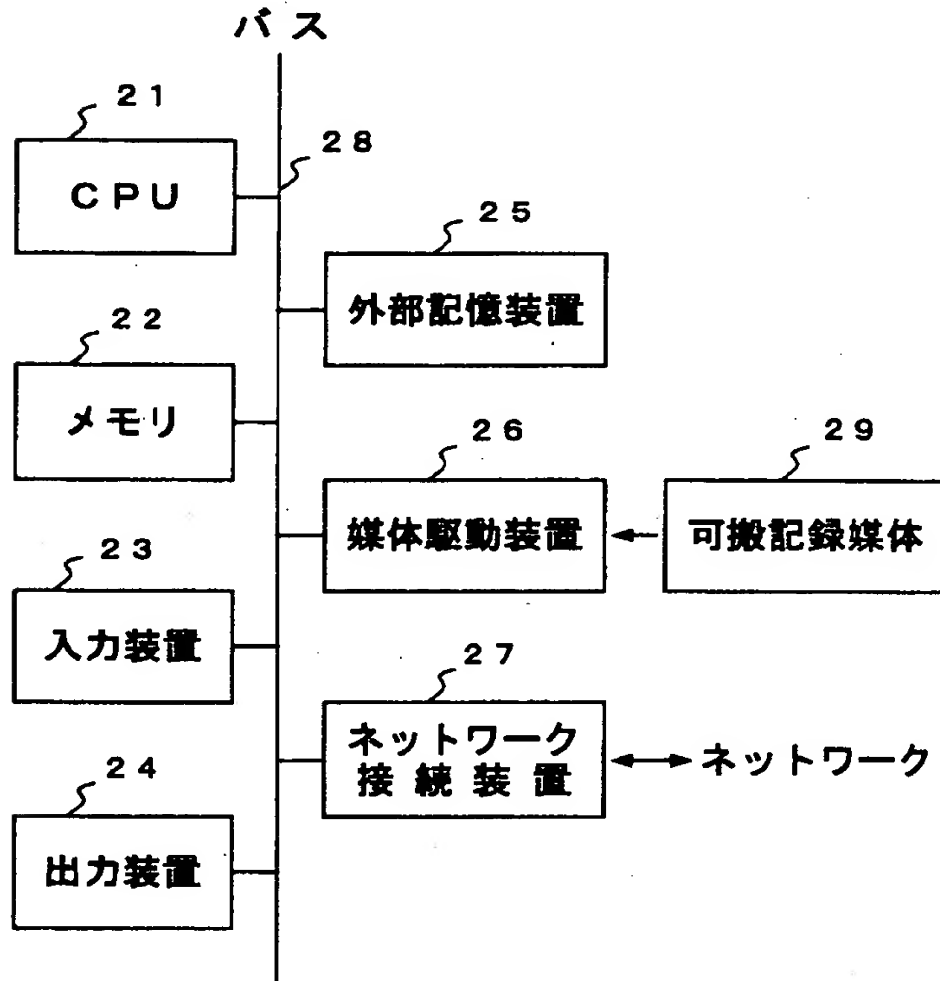 バス
21
CPU
28
25
外部記憶装置
22
メモリ
26
媒体駆動装置
29
可搬記録媒体
23
入力装置
27
ネットワーク
接続装置
ネットワーク
24
出力装置